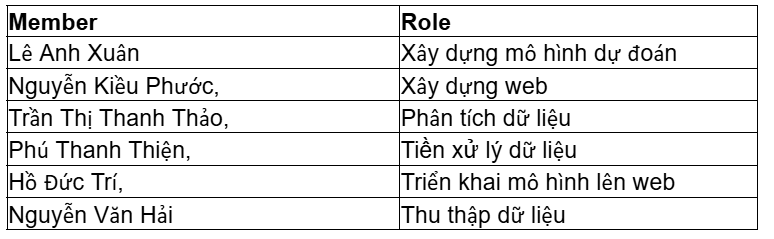 Member Role
Lê Anh Xuân Xây dựng mô hình dự đoán
Nguyễn Kiều Phước, Xây dựng web
Trần Thị Thanh Thảo, Phân tích dữ liệu
Phú Thanh Thiện, Tiền xử lý dữ liệu
Hồ Đức Trí, Triển khai mô hình lên web
Nguyễn Văn Hải Thu thập dữ liệu